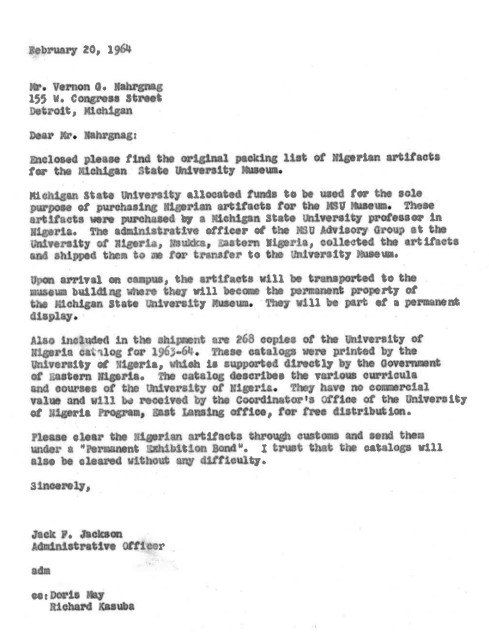 February 20, 1964
Mr. Vernon G. Nahrgnag
155 W. Congress Street
Detroit, Michigan
Dear Mr. Nahrgnag:
Enclosed please find the original packing list of Nigerian artifacts
for the Michigan State University Museum.
Michigan State University allocated funds to be used for the sole
purpose of purchasing Nigerian artifacts for the MSU Museum. These
artifacts were purchased by a Michigan State University professor in
Nigeria. The administrative officer of the MSU Advisory Group at the
University of Nigeria, Nsukka, Eastern Nigeria, collected the artifacts
and shipped them to me for transfer to the University Museum.
Upon arrival on campus, the artifacts will be transported to the
museum building where they will become the permanent property of
the Michigan State University Museum. They will be part of a permanent
display.
Also included in the shipment are 268 copies of the University of
Nigeria catalog for 1963-64. These catalogs were printed by the
University of Nigeria, which is supported directly by the Government
of Eastern Nigeria. The catalog describes the various curricula
and courses of the University of Nigeria. They have no commercial
value and will be received by the Coordinator's Office of the University
of Nigeria Program, East Lansing office, for free distribution.
Please clear the Nigerian artifacts through customs and send them
under a "Permanent Exhibition Bond". I trust that the catalogs will
also be cleared without any difficulty.
Sincerely,
Jack F. Jackson
Administrative Officer
adm
cc: Doris May
Richard Kasuba